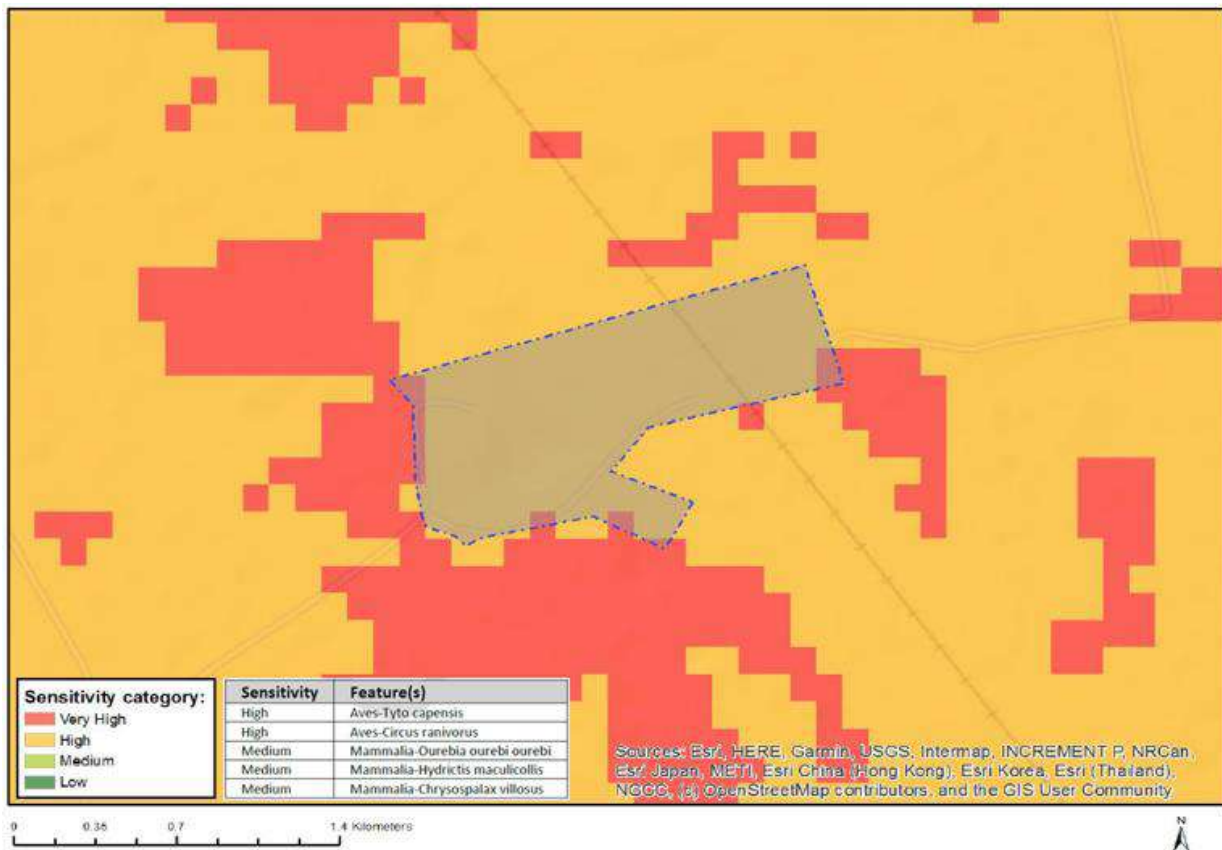 Sensitivity category:
Very High
High
Medium
Low
Sensitivity Feature(s)
High Aves-Tyto capensis
High Aves-Circus ranivorus
Medium Mammalia-Ourebia ourebi ourebi
Medium Mammalia-Hydrictis maculicollis
Medium Mammalia-Chrysospalax villosus
Sources: Esri, HERE, Garmin, USGS, Intermap, INCREMENT P, NRCan,
Esri Japan, METI, Esri China (Hong Kong), Esri Korea, Esri (Thailand),
NGCC, (c) OpenStreetMap contributors, and the GIS User Community
0 0.35 0.7 1.4 Kilometers
N